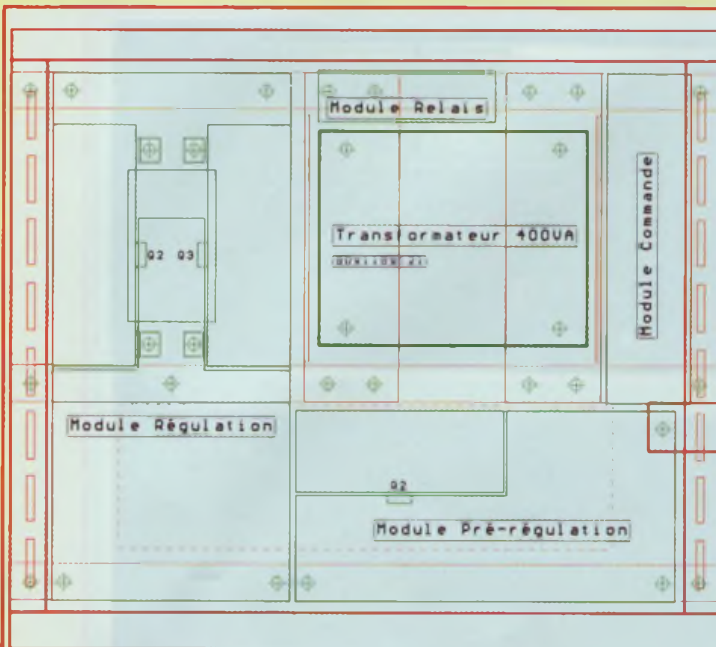 Module Relais
Transformateur 400VA
Module Commande
Q2 Q3
Module Régulation
Q2
Module Pré-régulation